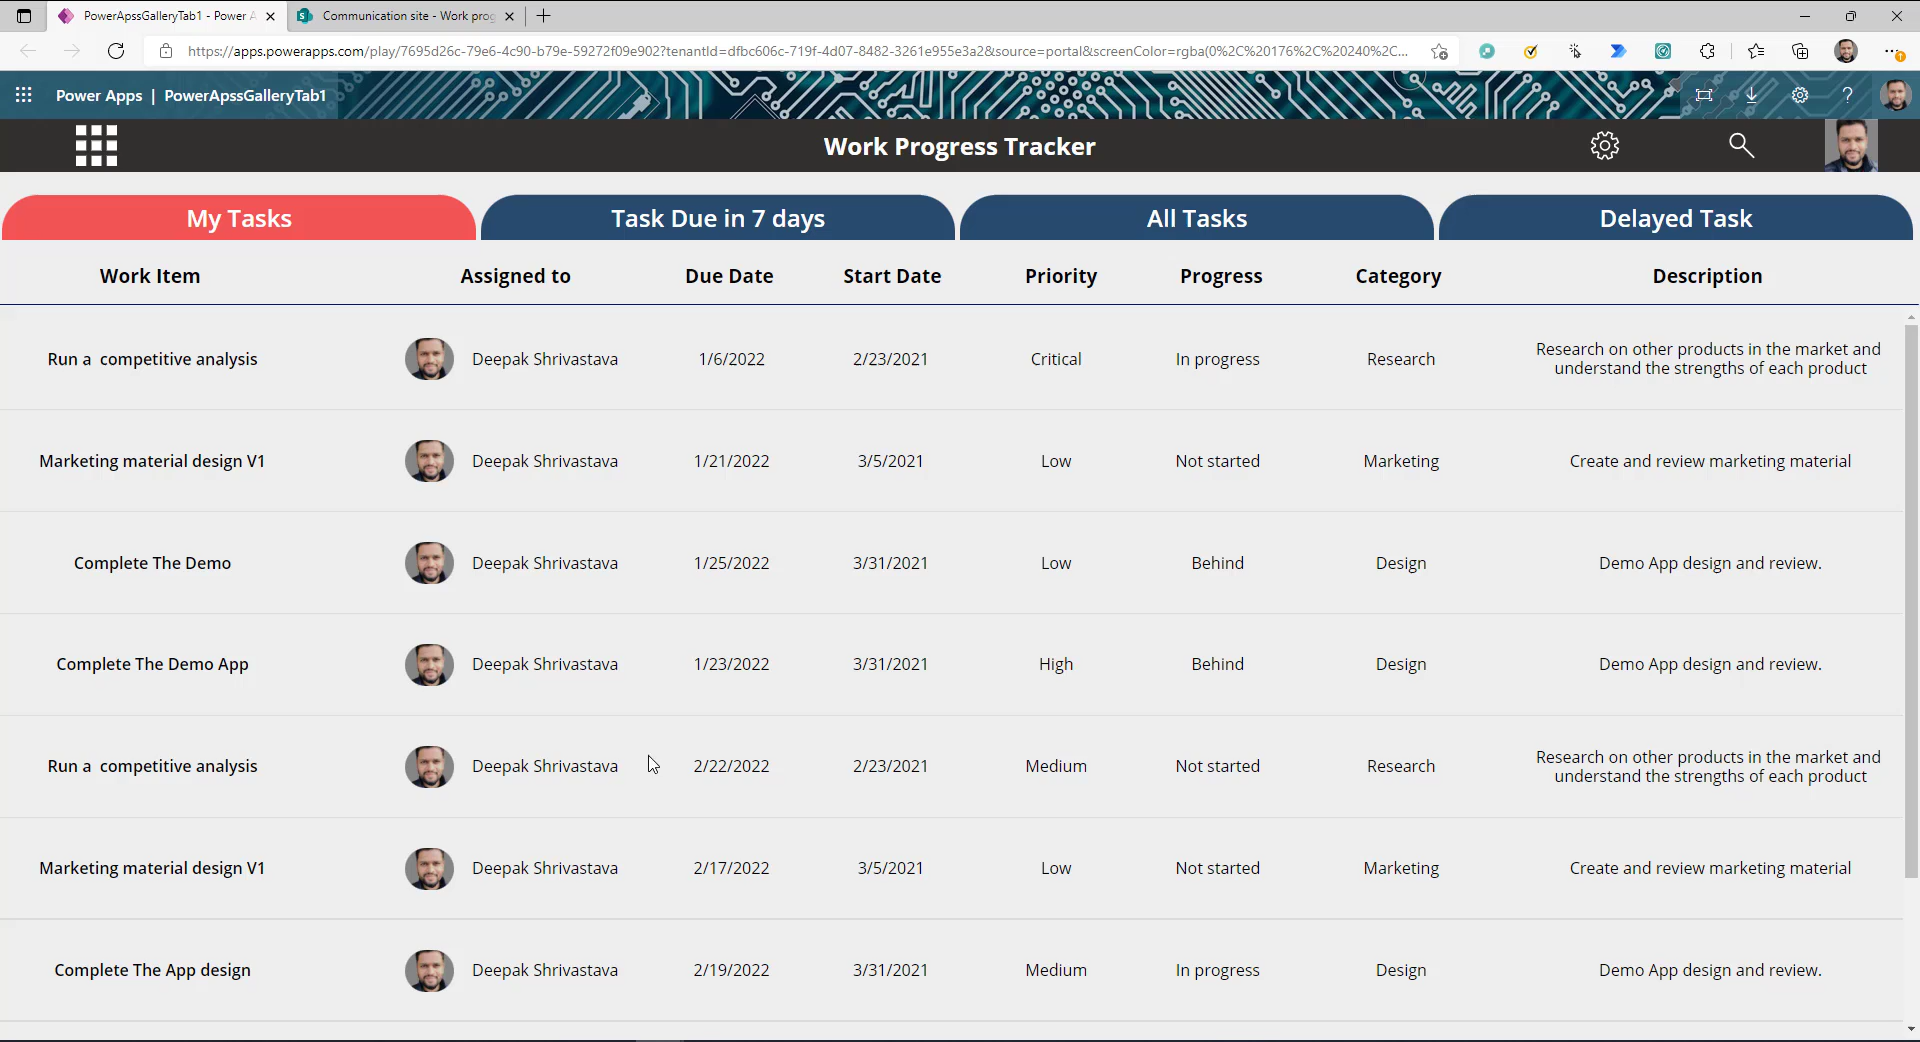 PowerApssGalleryTab1 - Power A
Communication site - Work prog
https://apps.powerapps.com/play/7695d26c-79e6-4c90-b79e-59272f09e902?tenantId=dfbc606c-719f-4d07-8482-3261e955e3a2&source=portal&screenColor=rgba(0%2C%20176%2C%20240%2C...
Power Apps | PowerApssGalleryTab1
Work Progress Tracker
My Tasks Task Due in 7 days All Tasks Delayed Task
Work Item Assigned to Due Date Start Date Priority Progress Category Description
Run a  competitive analysis Deepak Shrivastava 1/6/2022 2/23/2021 Critical In progress Research Research on other products in the market and
understand the strengths of each product
Marketing material design V1 Deepak Shrivastava 1/21/2022 3/5/2021 Low Not started Marketing Create and review marketing material
Complete The Demo Deepak Shrivastava 1/25/2022 3/31/2021 Low Behind Design Demo App design and review.
Complete The Demo App Deepak Shrivastava 1/23/2022 3/31/2021 High Behind Design Demo App design and review.
Run a  competitive analysis Deepak Shrivastava 2/22/2022 2/23/2021 Medium Not started Research Research on other products in the market and
understand the strengths of each product
Marketing material design V1 Deepak Shrivastava 2/17/2022 3/5/2021 Low Not started Marketing Create and review marketing material
Complete The App design Deepak Shrivastava 2/19/2022 3/31/2021 Medium In progress Design Demo App design and review.